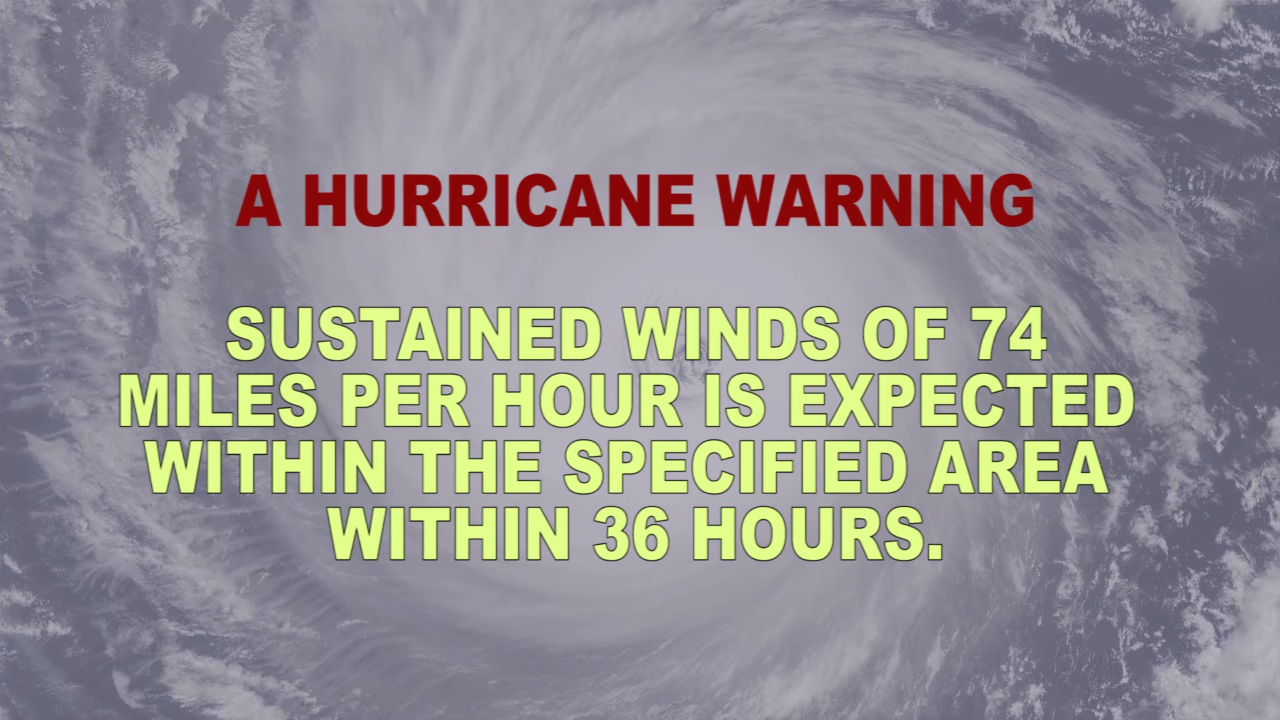 A HURRICANE WARNING
SUSTAINED WINDS OF 74
MILES PER HOUR IS EXPECTED
WITHIN THE SPECIFIED AREA
WITHIN 36 HOURS.